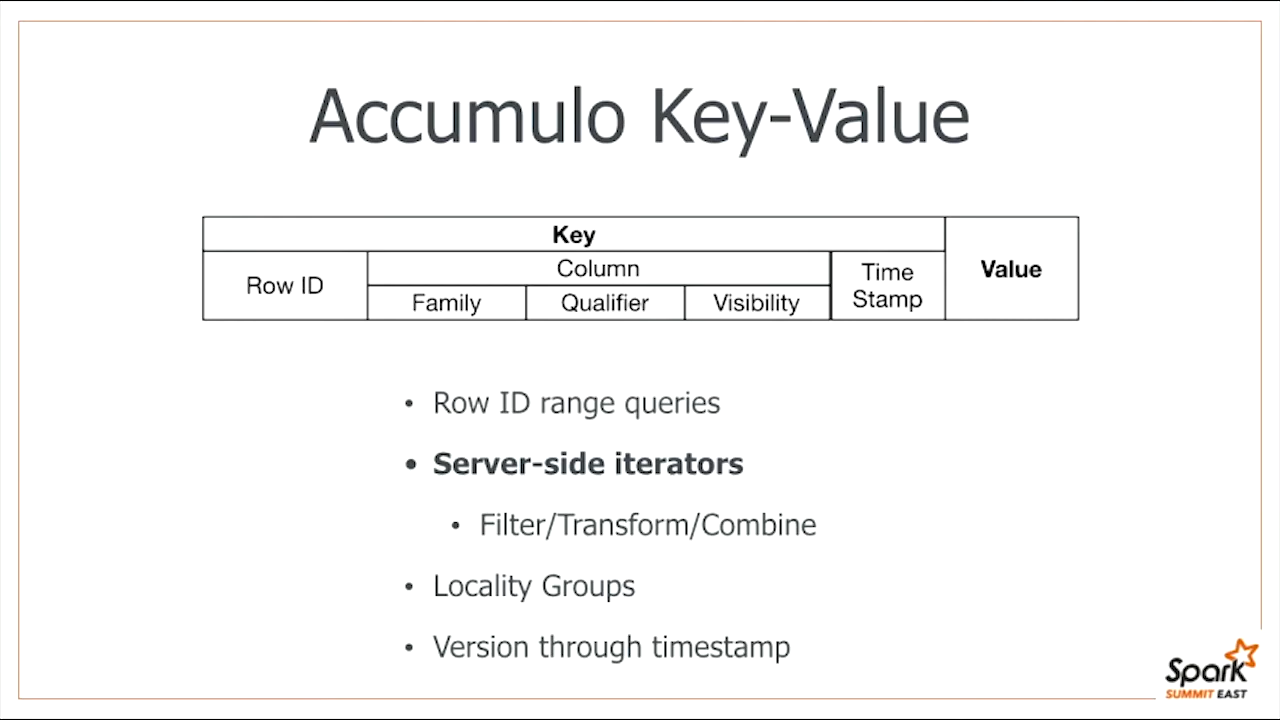 Accumulo Key-Value
Key
Value
Row ID
Column
Time
Stamp
Family
Qualifier
Visibility
• Row ID range queries
• Server-side iterators
• Filter/Transform/Combine
• Locality Groups
• Version through timestamp
Spark
SUMMIT EAST